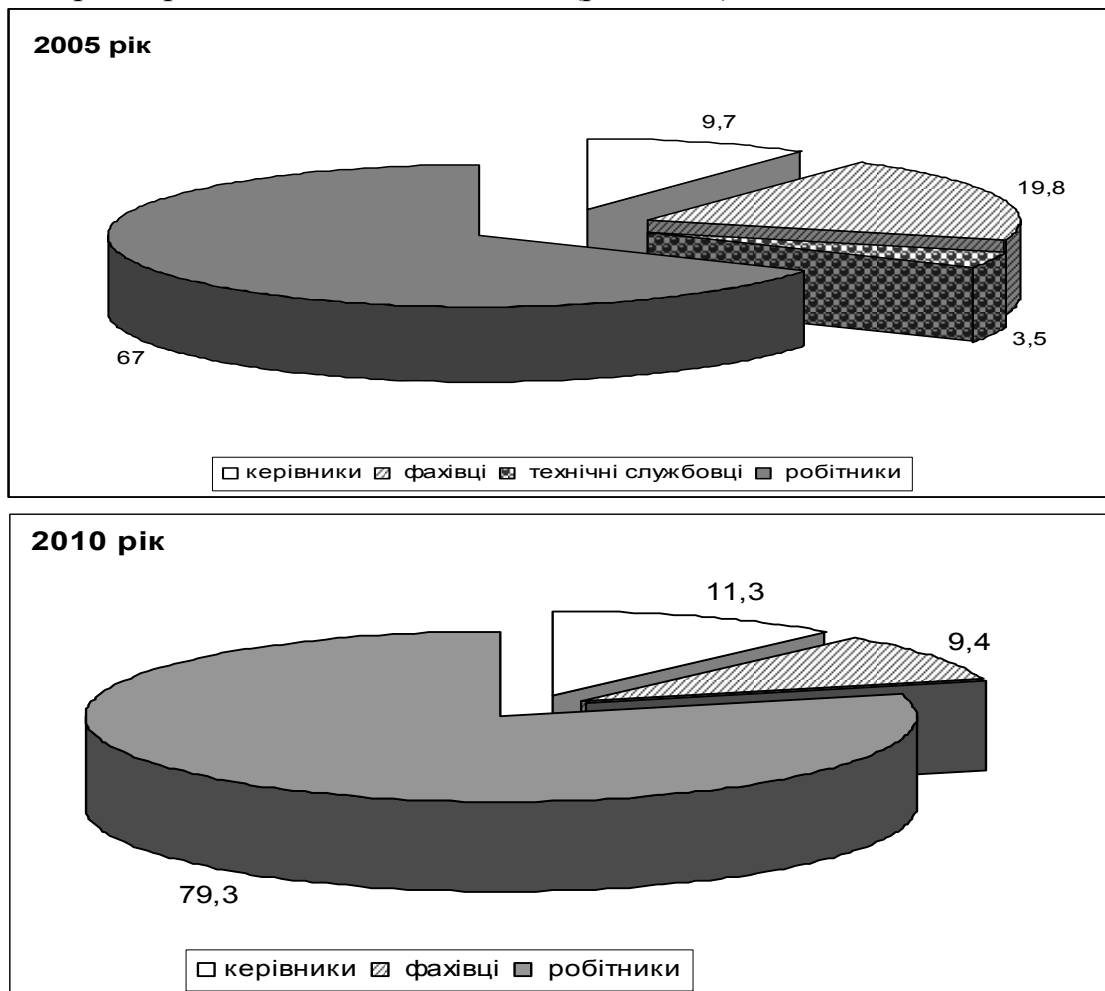 2005 рік
9,7
19,8
3,5
67
керівники фахівці технічні службовці робітники
2010 рік
11,3
9,4
79,3
керівники фахівці робітники